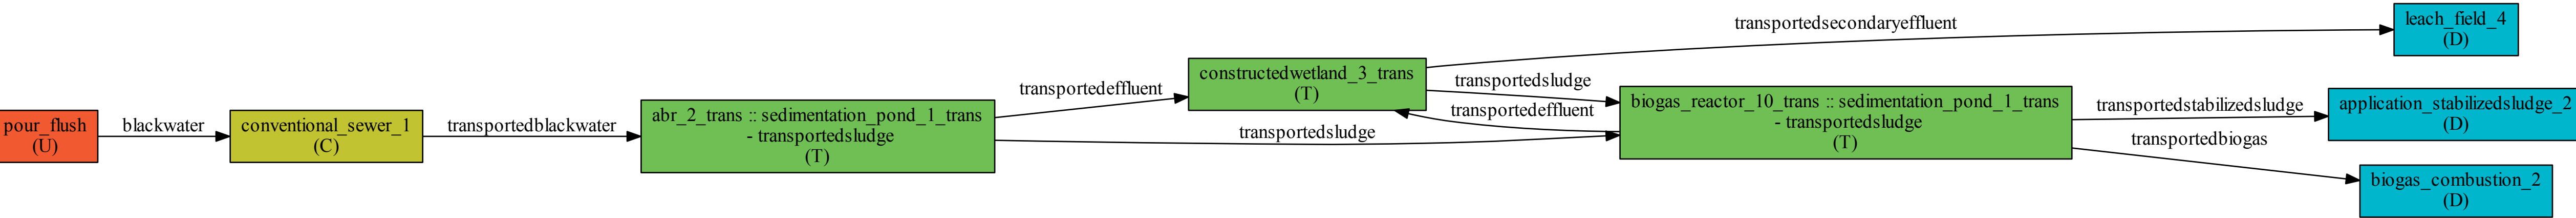 pour_flush
(U)
blackwater
conventional_sewer_1
(C)
transportedblackwater
abr_2_trans :: sedimentation_pond_1_trans
- transportedsludge
(T)
transportedeffluent
transportedsludge
constructedwetland_3_trans
(T)
transportedsecondaryeffluent
transportedsludge
transportedeffluent
biogas_reactor_10_trans :: sedimentation_pond_1_trans
- transportedsludge
(T)
transportedstabilizedsludge
transportedbiogas
leach_field_4
(D)
application_stabilizedsludge_2
(D)
biogas_combustion_2
(D)